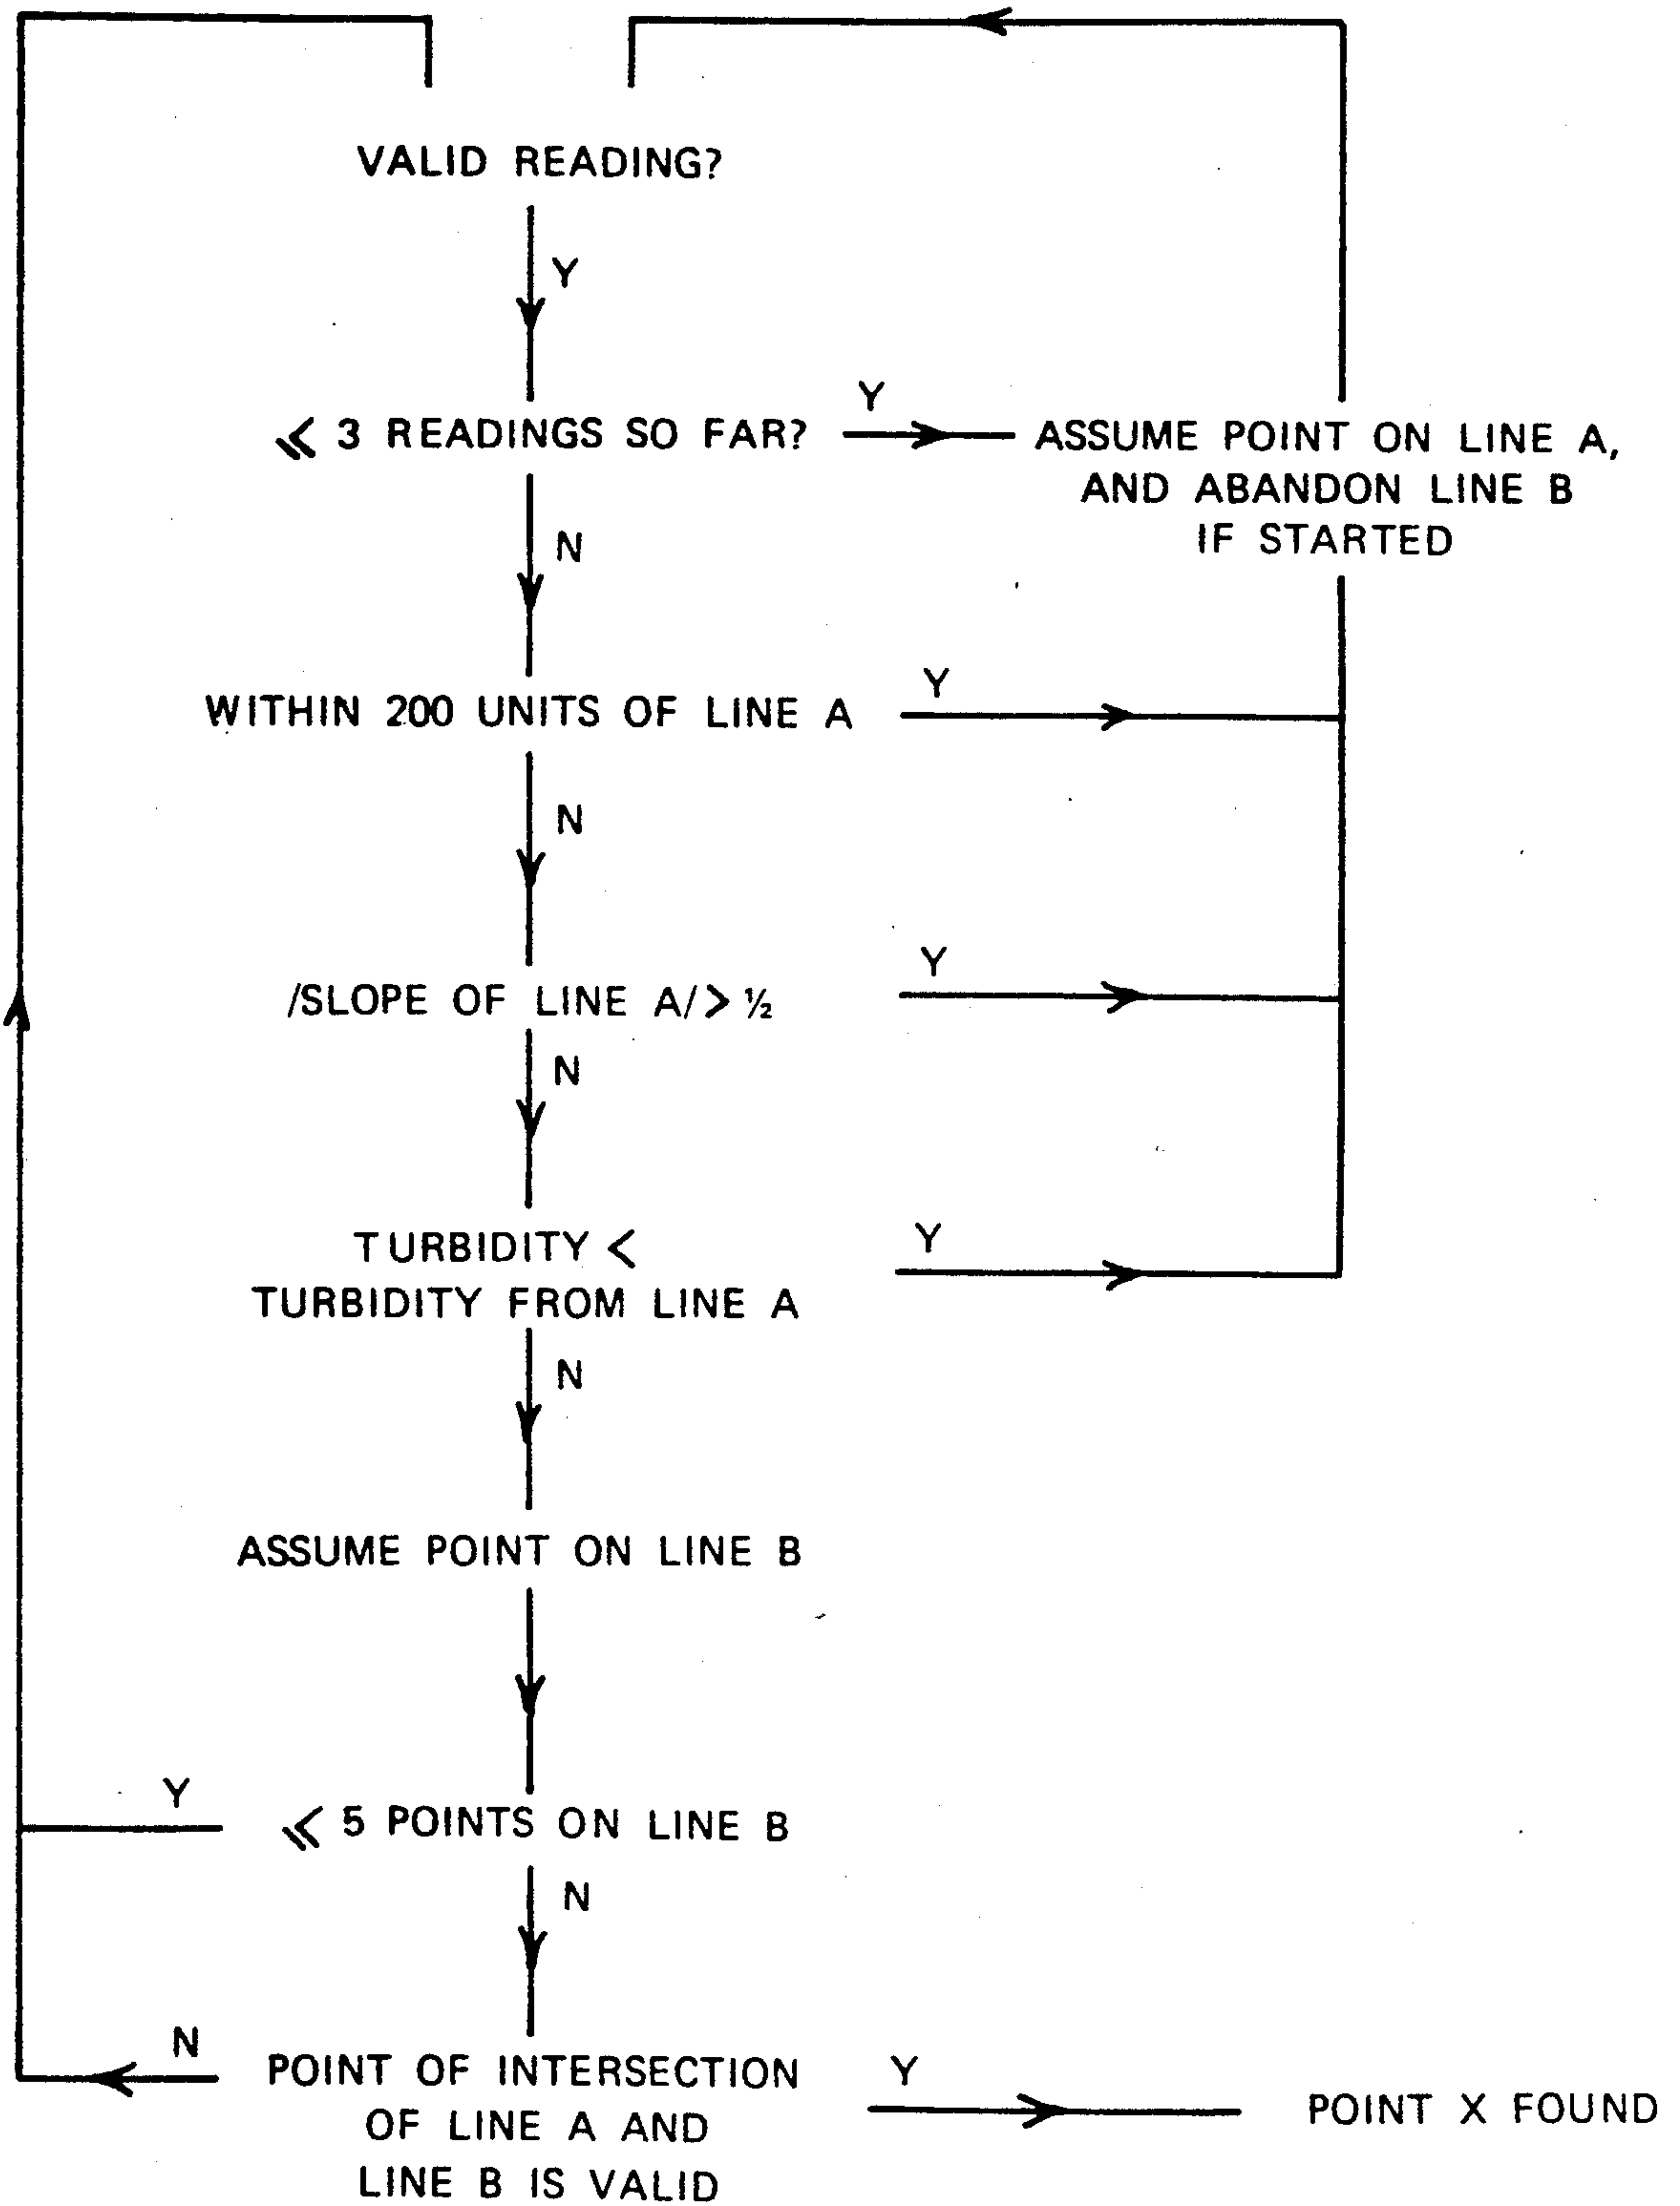 VALID READING?
Y
⩽ 3 READINGS SO FAR?
Y
ASSUME POINT ON LINE A,
AND ABANDON LINE B
IF STARTED
N
WITHIN 200 UNITS OF LINE A
Y
N
/SLOPE OF LINE A/> ½
Y
N
TURBIDITY <
TURBIDITY FROM LINE A
Y
N
ASSUME POINT ON LINE B
Y
⩽ 5 POINTS ON LINE B
N
N
POINT OF INTERSECTION
OF LINE A AND
LINE B IS VALID
Y
POINT X FOUND